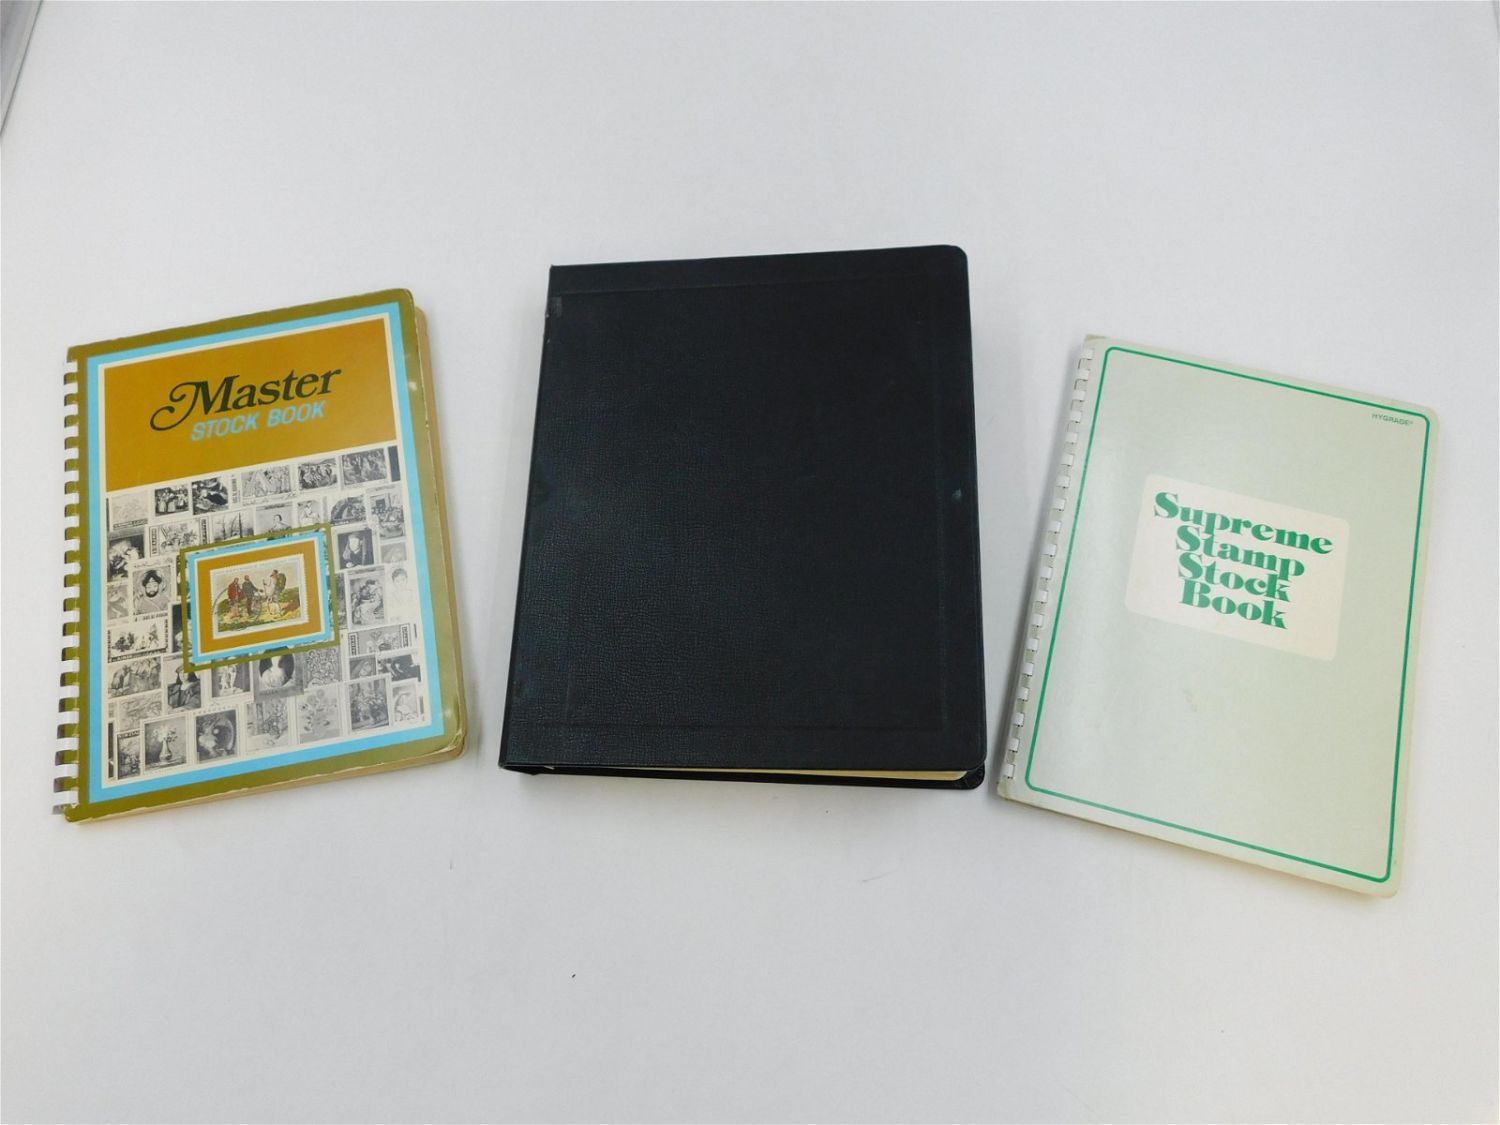 Master
STOCK BOOK
HYGRADE®
Supreme
Stamp
Stock
Book